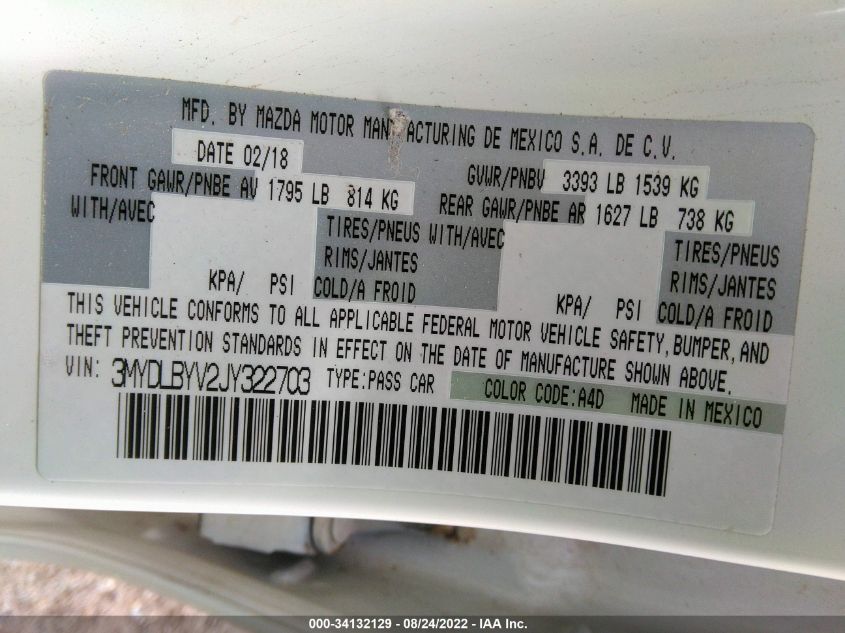 MFD. BY MAZDA MOTOR MANUFACTURING DE MEXICO S.A. DE C.V.
DATE 02/18
GVWR/PNBV 3393 LB 1539 KG
FRONT GAWR/PNBE AV 1795 LB 814 KG
REAR GAWR/PNBE AR 1627 LB 738 KG
WITH/AVEC TIRES/PNEUS WITH/AVEC TIRES/PNEUS
RIMS/JANTES RIMS/JANTES
KPA/ PSI COLD/A FROID KPA/ PSI COLD/A FROID
THIS VEHICLE CONFORMS TO ALL APPLICABLE FEDERAL MOTOR VEHICLE SAFETY, BUMPER, AND
THEFT PREVENTION STANDARDS IN EFFECT ON THE DATE OF MANUFACTURE SHOWN ABOVE.
VIN: 3MYDLBYV2JY322703 TYPE:PASS CAR COLOR CODE:A4D MADE IN MEXICO
000-34132129 - 08/24/2022 - IAA Inc.